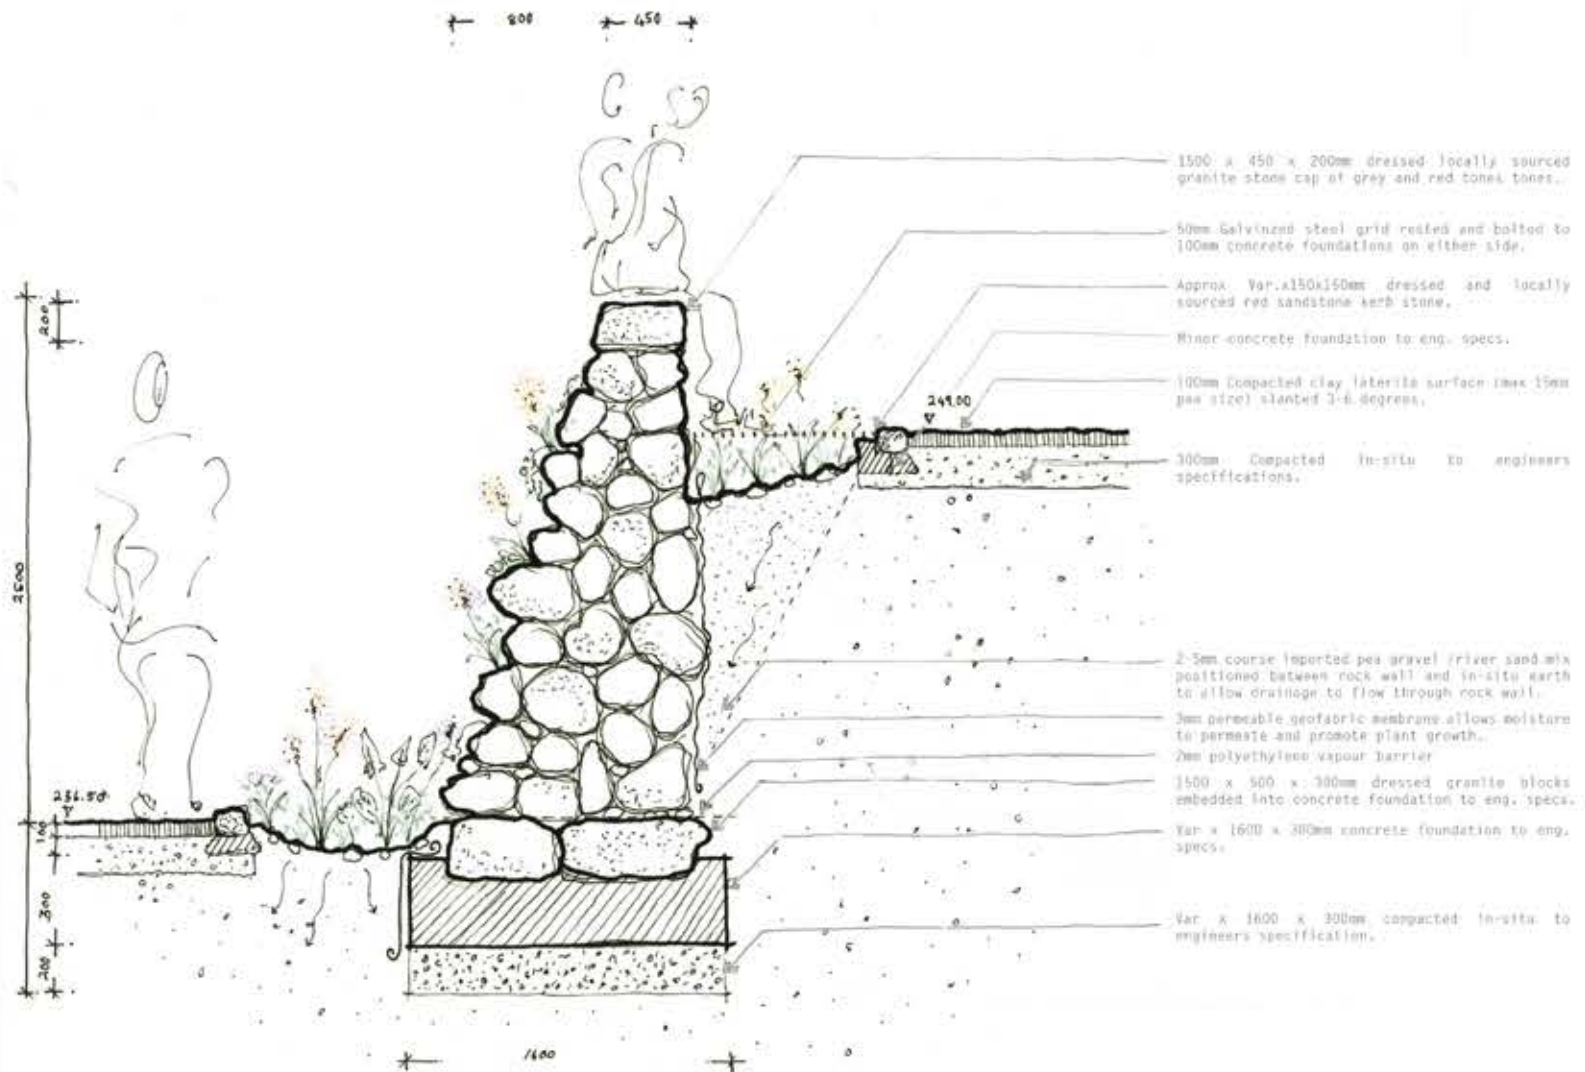 800
450
1500 x 450 x 200mm dressed locally sourced
granite stone cap of grey and red tones tones.
50mm Galvinzed steel grid rested and bolted to
100mm concrete foundations on either side.
Approx Var.x150x150mm dressed and locally
sourced red sandstone kerb stone.
Minor concrete foundation to eng. specs.
100mm Compacted clay laterite surface (max 15mm
pea size) slanted 3-6 degrees.
300mm Compacted in-situ to engineers
specifications.
2-5mm course imported pea gravel /river sand mix
positioned between rock wall and in-situ earth
to allow drainage to flow through rock wall.
3mm permeable geofabric membrane allows moisture
to permeate and promote plant growth.
2mm polyethylene vapour barrier
1500 x 500 x 300mm dressed granite blocks
embedded into concrete foundation to eng. specs.
Var x 1600 x 300mm concrete foundation to eng.
specs.
Var x 1600 x 300mm compacted in-situ to
engineers specification.
200
249.00
2500
100
300
200
1600